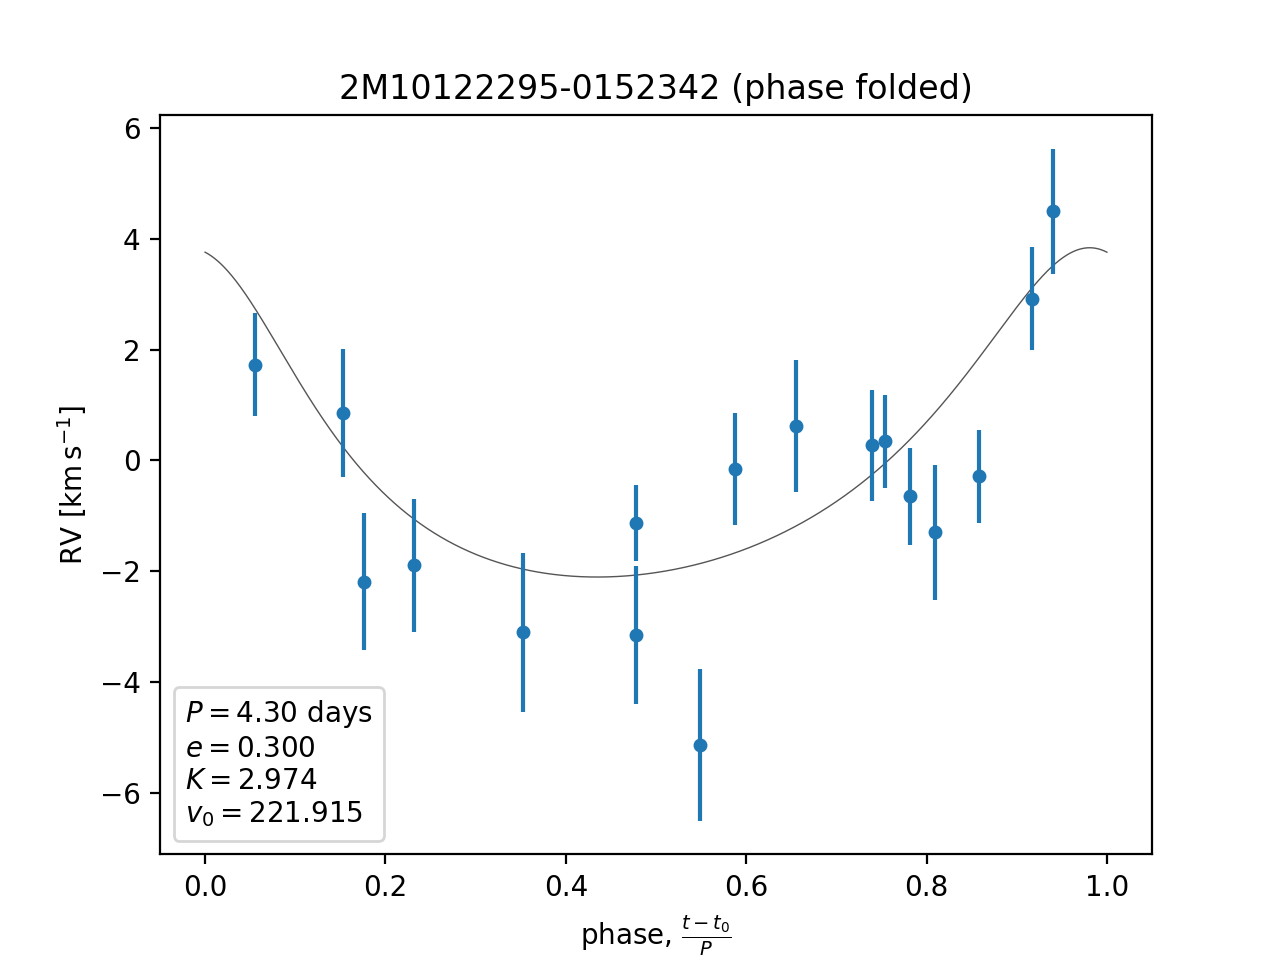 2M10122295-0152342 (phase folded)
6
4
2
0
−2
−4
−6
RV [km s⁻¹]
P = 4.30 days
e = 0.300
K = 2.974
v₀ = 221.915
0.0 0.2 0.4 0.6 0.8 1.0
phase, (t − t₀)/P